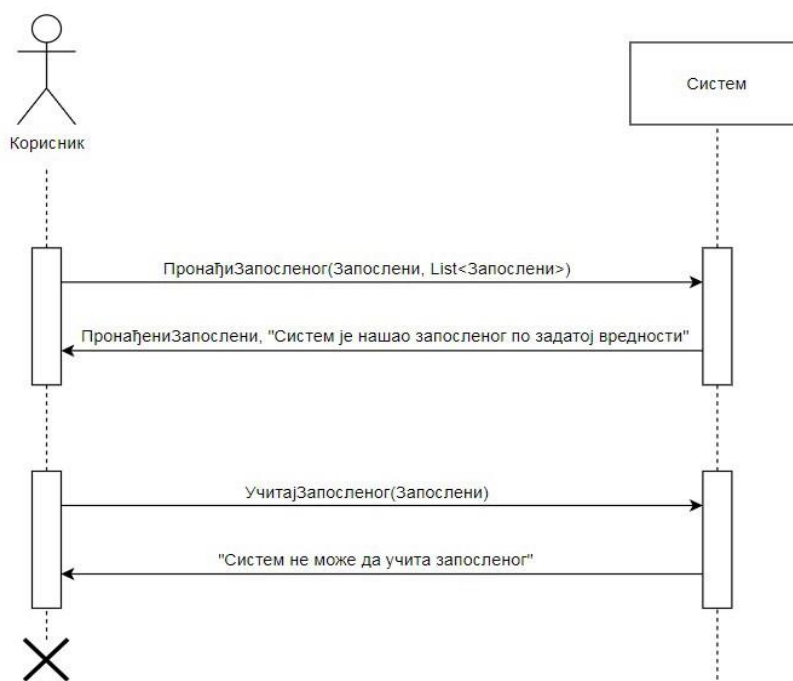 Корисник
Систем
ПронађиЗапосленог(Запослени, List<Запослени>)
ПронађениЗапослени, "Систем је нашао запосленог по задатој вредности"
УчитајЗапосленог(Запослени)
"Систем не може да учита запосленог"